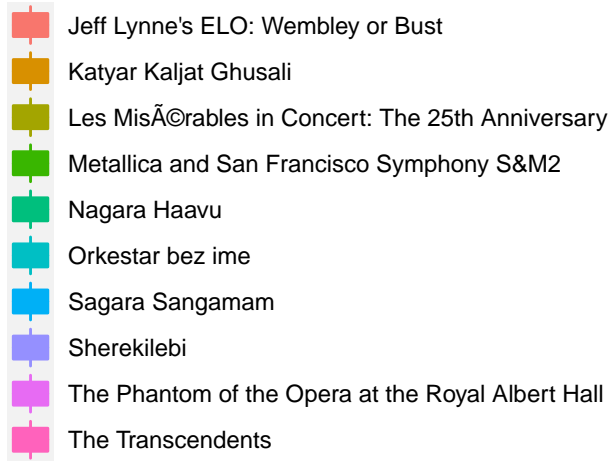 Jeff Lynne's ELO: Wembley or Bust
Katyar Kaljat Ghusali
Les MisÃ©rables in Concert: The 25th Anniversary
Metallica and San Francisco Symphony S&M2
Nagara Haavu
Orkestar bez ime
Sagara Sangamam
Sherekilebi
The Phantom of the Opera at the Royal Albert Hall
The Transcendents